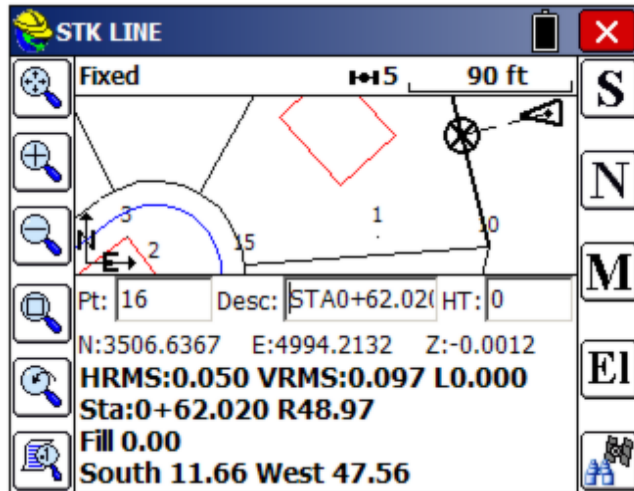 STK LINE
Fixed 5 90 ft
S
N
M
El
3
2
15
1
10
N
E
Pt: 16 Desc: STA0+62.020 HT: 0
N:3506.6367 E:4994.2132 Z:-0.0012
HRMS:0.050 VRMS:0.097 L0.000
Sta:0+62.020 R48.97
Fill 0.00
South 11.66 West 47.56